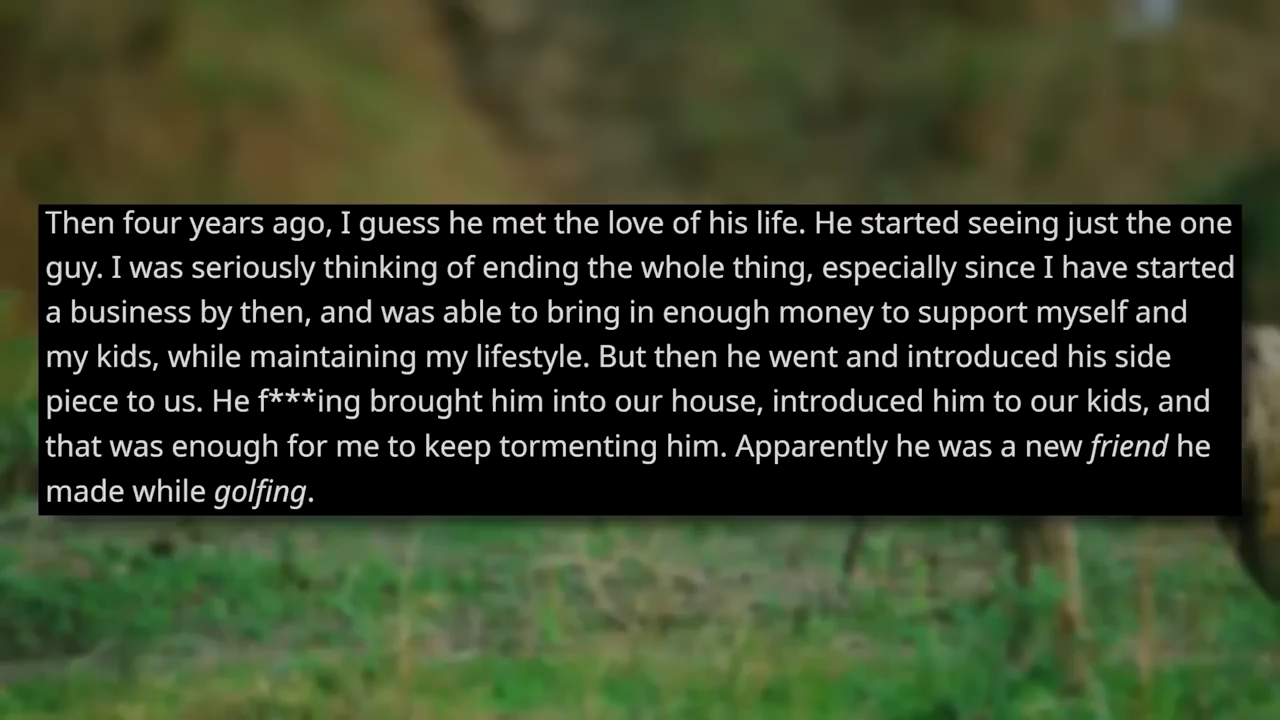 Then four years ago, I guess he met the love of his life. He started seeing just the one
guy. I was seriously thinking of ending the whole thing, especially since I have started
a business by then, and was able to bring in enough money to support myself and
my kids, while maintaining my lifestyle. But then he went and introduced his side
piece to us. He f***ing brought him into our house, introduced him to our kids, and
that was enough for me to keep tormenting him. Apparently he was a new friend he
made while golfing.